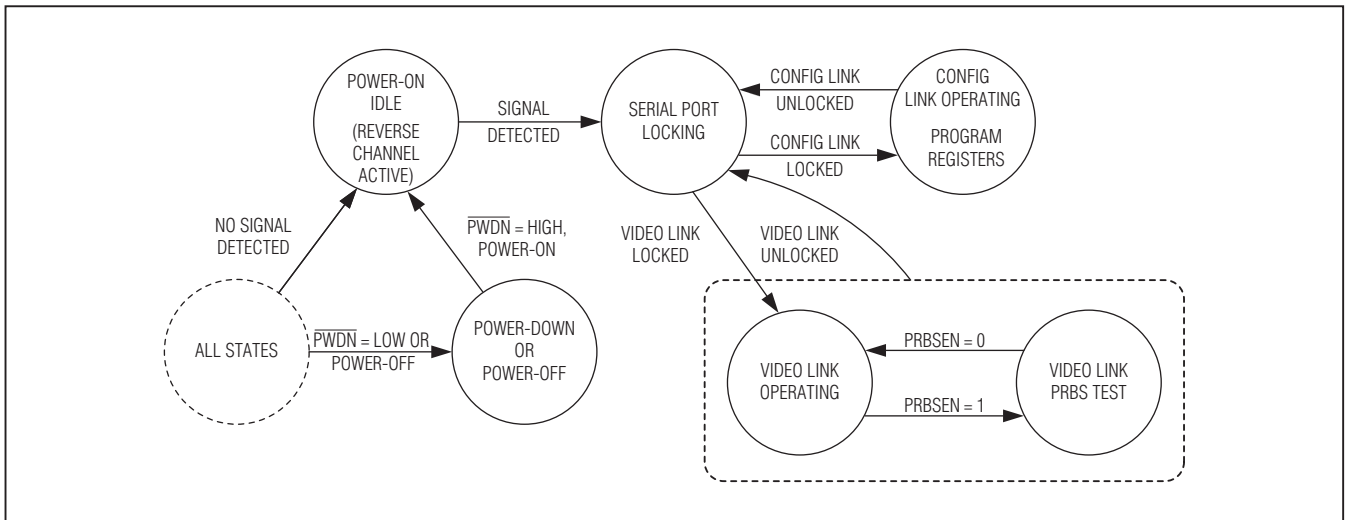 POWER-ON
IDLE
(REVERSE
CHANNEL
ACTIVE)
SIGNAL
DETECTED
SERIAL PORT
LOCKING
CONFIG LINK
UNLOCKED
CONFIG LINK
LOCKED
CONFIG
LINK OPERATING
PROGRAM
REGISTERS
NO SIGNAL
DETECTED
P̅W̅D̅N̅ = HIGH,
POWER-ON
VIDEO LINK
LOCKED
VIDEO LINK
UNLOCKED
ALL STATES
P̅W̅D̅N̅ = LOW OR
POWER-OFF
POWER-DOWN
OR
POWER-OFF
VIDEO LINK
OPERATING
PRBSEN = 0
PRBSEN = 1
VIDEO LINK
PRBS TEST